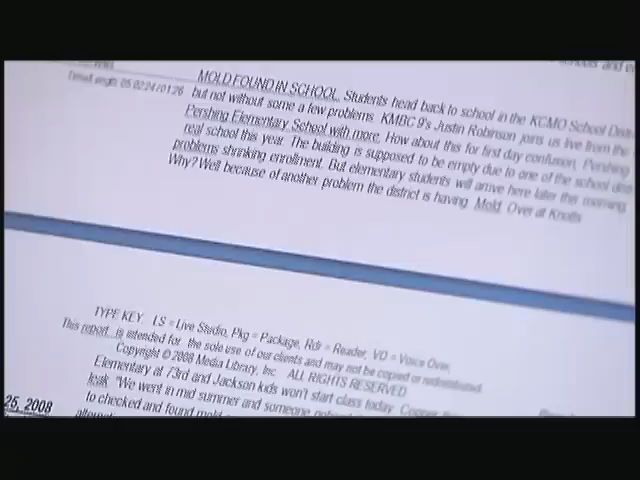 schools and
Detail length: 05:02:24/01:26 MOLD FOUND IN SCHOOL. Students head back to school in the KCMO School
but not without some a few problems. KMBC 9's Justin Robinson joins us live from the
Pershing Elementary School with more. How about this for first day confusion, Pershing
real school this year. The building is supposed to be empty due to one of the school
problems shrinking enrollment. But elementary students will arrive here later this morning.
Why? Well because of another problem the district is having. Mold. Over at Knotts
TYPE KEY: LS = Live Studio, Pkg = Package, Rdr = Reader, VO = Voice Over,
This report is intended for the sole use of our clients and may not be copied or redistributed.
Copyright © 2008 Media Library, Inc. ALL RIGHTS RESERVED
Elementary at 73rd and Jackson kids won't start class today. Copper
leak. "We went in mid summer and someone
25, 2008 to checked and found mold